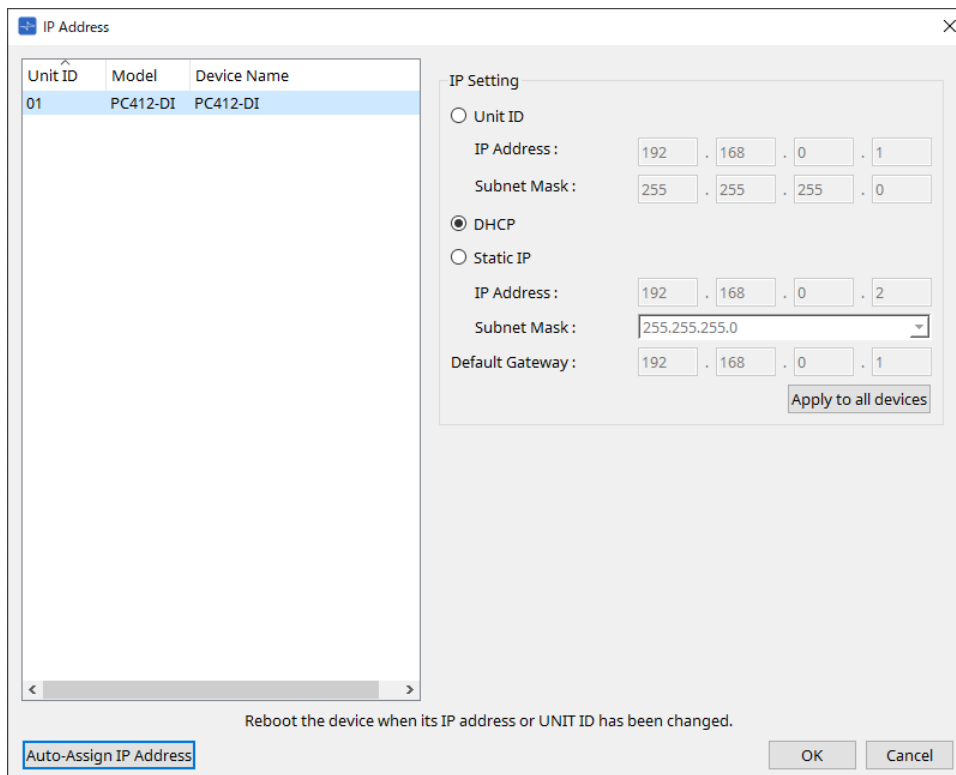 IP Address
Unit ID Model Device Name
01 PC412-DI PC412-DI
IP Setting
Unit ID
IP Address : 192 . 168 . 0 . 1
Subnet Mask : 255 . 255 . 255 . 0
DHCP
Static IP
IP Address : 192 . 168 . 0 . 2
Subnet Mask : 255.255.255.0
Default Gateway : 192 . 168 . 0 . 1
Apply to all devices
Reboot the device when its IP address or UNIT ID has been changed.
Auto-Assign IP Address OK Cancel